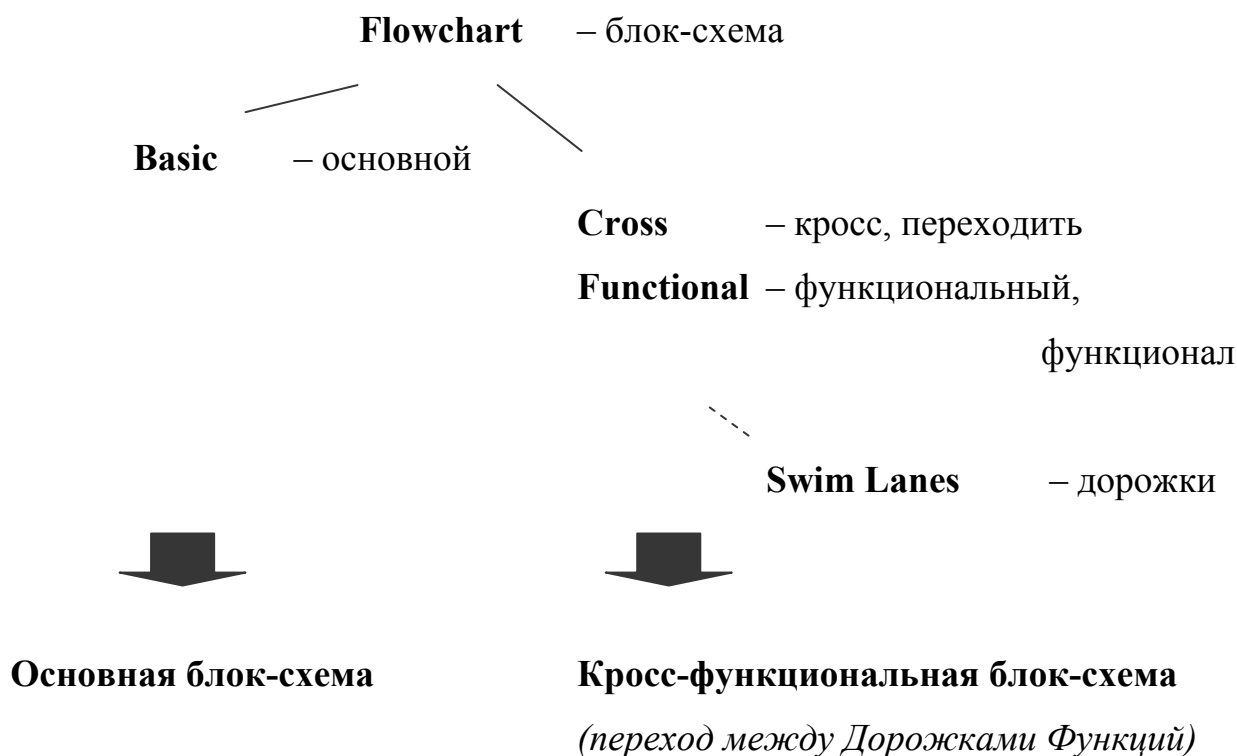 Flowchart – блок-схема
Basic – основной
Cross – кросс, переходить
Functional – функциональный,
функционал
Swim Lanes – дорожки
Основная блок-схема Кросс-функциональная блок-схема
(переход между Дорожками Функций)